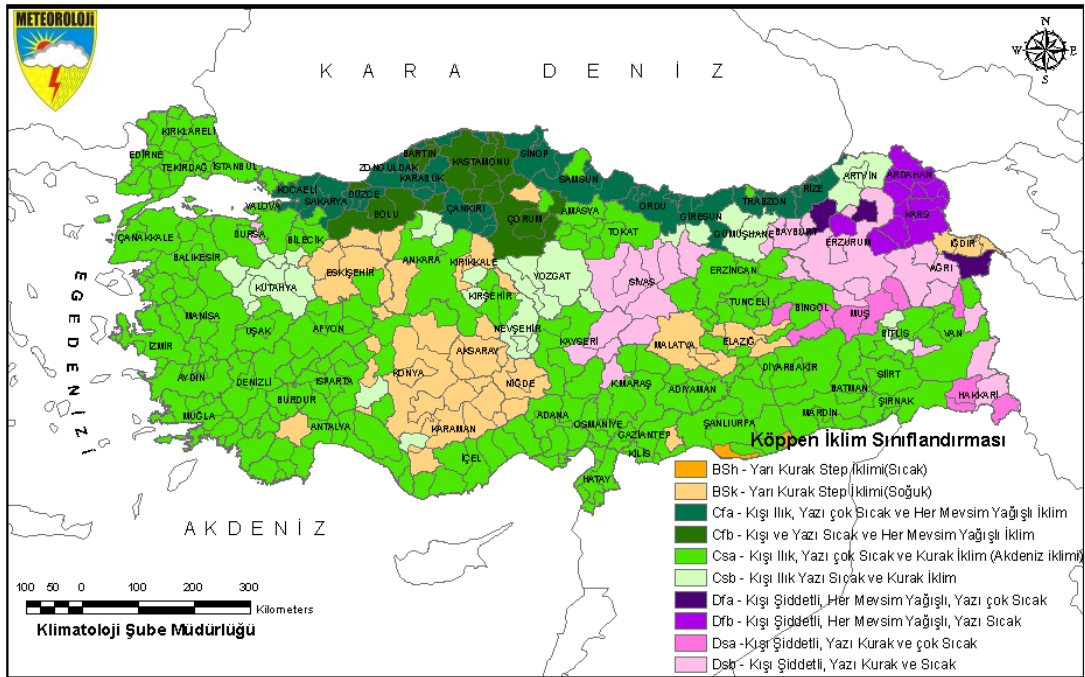 METEOROLOJİ
KARA DENİZ
N
W E
S
KIRKLARELİ
EDİRNE
TEKİRDAĞ
İSTANBUL
KOCAELİ
YALOVA
SAKARYA
DÜZCE
ZONGULDAK
BARTIN
KARABÜK
KASTAMONU
SİNOP
SAMSUN
BOLU
ÇANKIRI
ÇORUM
AMASYA
TOKAT
ORDU
GİRESUN
TRABZON
RİZE
ARTVİN
ARDAHAN
KARS
GÜMÜŞHANE
BAYBURT
ERZURUM
IĞDIR
AĞRI
ÇANAKKALE
BURSA
BİLECİK
BALIKESİR
ESKİŞEHİR
KÜTAHYA
ANKARA
KIRIKKALE
YOZGAT
KIRŞEHİR
SİVAS
ERZİNCAN
TUNCELİ
BİNGÖL
MUŞ
BİTLİS
VAN
MANİSA
UŞAK
AFYON
NEVŞEHİR
KAYSERİ
MALATYA
ELAZIĞ
DİYARBAKIR
BATMAN
SİİRT
ŞIRNAK
HAKKARİ
İZMİR
AYDIN
DENİZLİ
ISPARTA
BURDUR
KONYA
AKSARAY
NİĞDE
K.MARAŞ
ADIYAMAN
MARDİN
MUĞLA
ANTALYA
KARAMAN
İÇEL
ADANA
OSMANİYE
GAZİANTEP
KİLİS
ŞANLIURFA
HATAY
EGE DENİZİ
AKDENİZ
Köppen İklim Sınıflandırması
BSh - Yarı Kurak Step İklimi(Sıcak)
BSk - Yarı Kurak Step İklimi(Soğuk)
Cfa - Kışı Ilık, Yazı çok Sıcak ve Her Mevsim Yağışlı İklim
Cfb - Kışı ve Yazı Sıcak ve Her Mevsim Yağışlı İklim
Csa - Kışı Ilık, Yazı çok Sıcak ve Kurak İklim (Akdeniz iklimi)
Csb - Kışı Ilık Yazı Sıcak ve Kurak İklim
Dfa - Kışı Şiddetli, Her Mevsim Yağışlı, Yazı çok Sıcak
Dfb - Kışı Şiddetli, Her Mevsim Yağışlı, Yazı Sıcak
Dsa -Kışı Şiddetli, Yazı Kurak ve çok Sıcak
Dsb - Kışı Şiddetli, Yazı Kurak ve Sıcak
100 50 0 100 200 300
Kilometers
Klimatoloji Şube Müdürlüğü